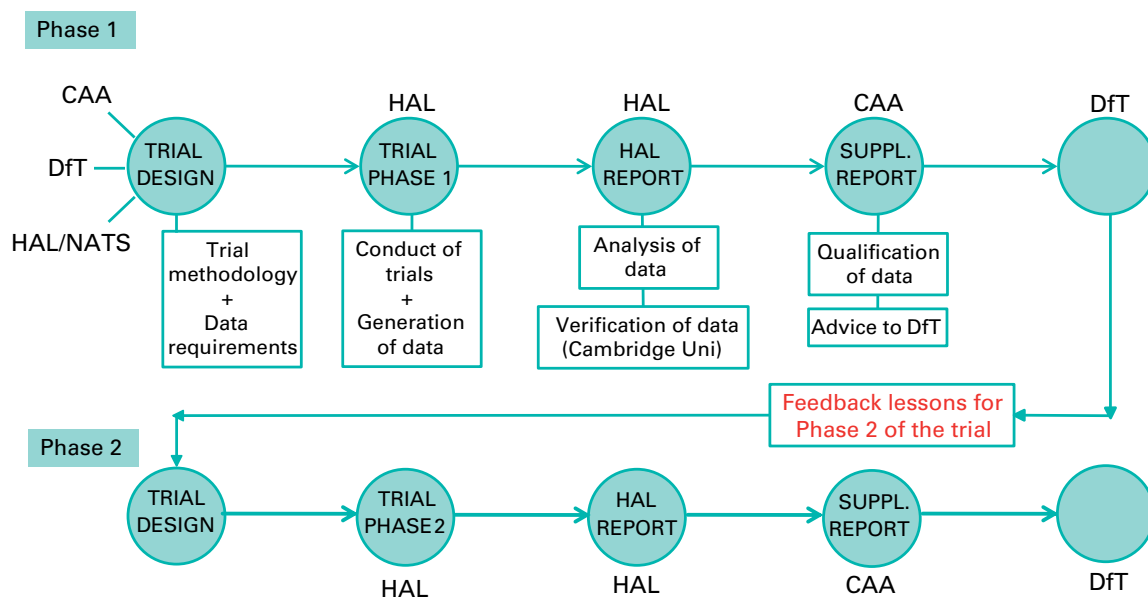 Phase 1
CAA
DfT
HAL/NATS
TRIAL
DESIGN
Trial
methodology
+
Data
requirements
HAL
TRIAL
PHASE 1
Conduct of
trials
+
Generation
of data
HAL
HAL
REPORT
Analysis of
data
Verification of data
(Cambridge Uni)
CAA
SUPPL.
REPORT
Qualification
of data
Advice to DfT
DfT
Feedback lessons for
Phase 2 of the trial
Phase 2
TRIAL
DESIGN
TRIAL
PHASE 2
HAL
HAL
REPORT
HAL
SUPPL.
REPORT
CAA
DfT